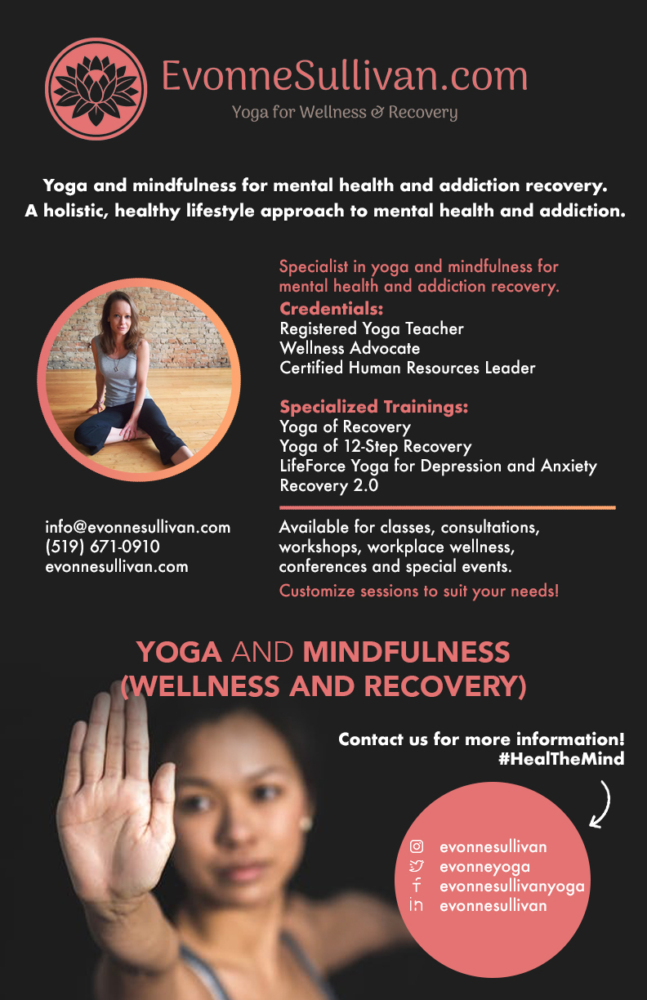 EvonneSullivan.com
Yoga for Wellness & Recovery
Yoga and mindfulness for mental health and addiction recovery.
A holistic, healthy lifestyle approach to mental health and addiction.
Specialist in yoga and mindfulness for
mental health and addiction recovery.
Credentials:
Registered Yoga Teacher
Wellness Advocate
Certified Human Resources Leader
Specialized Trainings:
Yoga of Recovery
Yoga of 12-Step Recovery
LifeForce Yoga for Depression and Anxiety
Recovery 2.0
info@evonnesullivan.com
(519) 671-0910
evonnesullivan.com
Available for classes, consultations,
workshops, workplace wellness,
conferences and special events.
Customize sessions to suit your needs!
YOGA AND MINDFULNESS
(WELLNESS AND RECOVERY)
Contact us for more information!
#HealTheMind
evonnesullivan
evonneyoga
evonnesullivanyoga
evonnesullivan